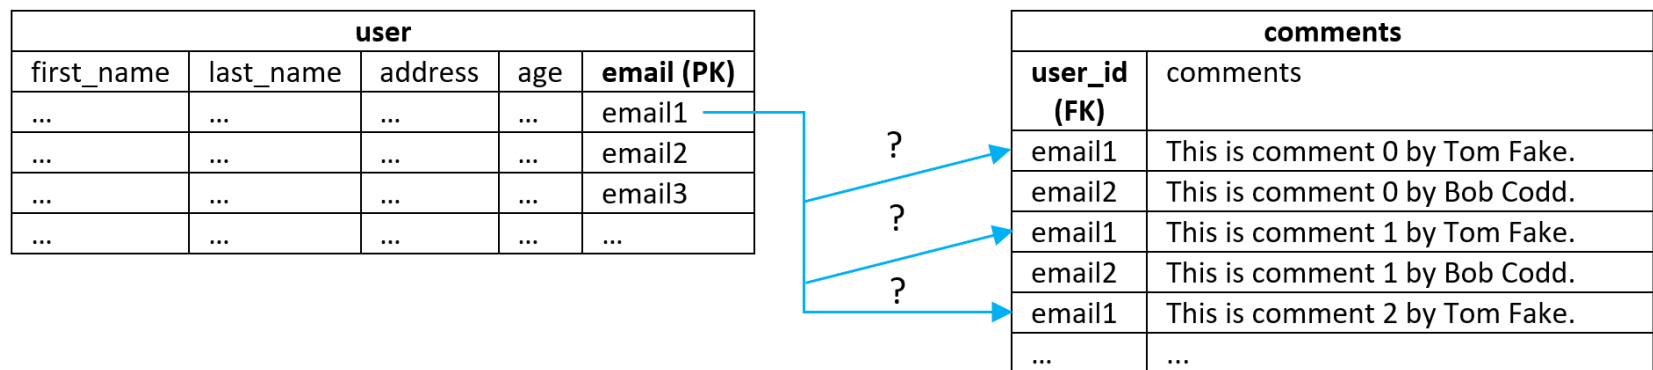 user
first_name last_name address age email (PK)
... ... ... ... email1
... ... ... ... email2
... ... ... ... email3
... ... ... ... ...
?
?
?
comments
user_id (FK) comments
email1 This is comment 0 by Tom Fake.
email2 This is comment 0 by Bob Codd.
email1 This is comment 1 by Tom Fake.
email2 This is comment 1 by Bob Codd.
email1 This is comment 2 by Tom Fake.
... ...